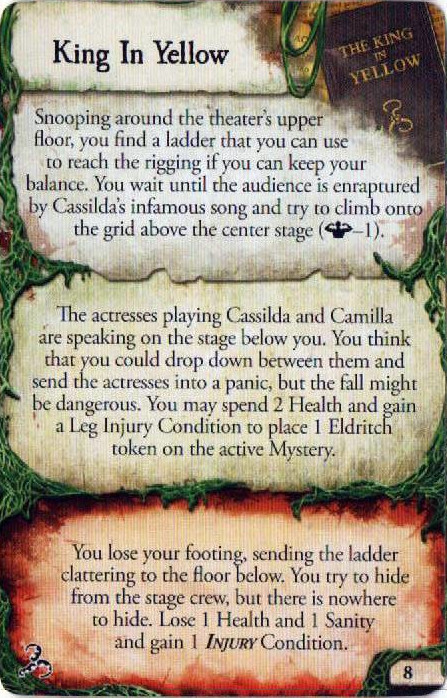 King In Yellow
THE KING
IN
YELLOW
Snooping around the theater's upper
floor, you find a ladder that you can use
to reach the rigging if you can keep your
balance. You wait until the audience is enraptured
by Cassilda's infamous song and try to climb onto
the grid above the center stage (–1).
The actresses playing Cassilda and Camilla
are speaking on the stage below you. You think
that you could drop down between them and
send the actresses into a panic, but the fall might
be dangerous. You may spend 2 Health and gain
a Leg Injury Condition to place 1 Eldritch
token on the active Mystery.
You lose your footing, sending the ladder
clattering to the floor below. You try to hide
from the stage crew, but there is nowhere
to hide. Lose 1 Health and 1 Sanity
and gain 1 INJURY Condition.
8